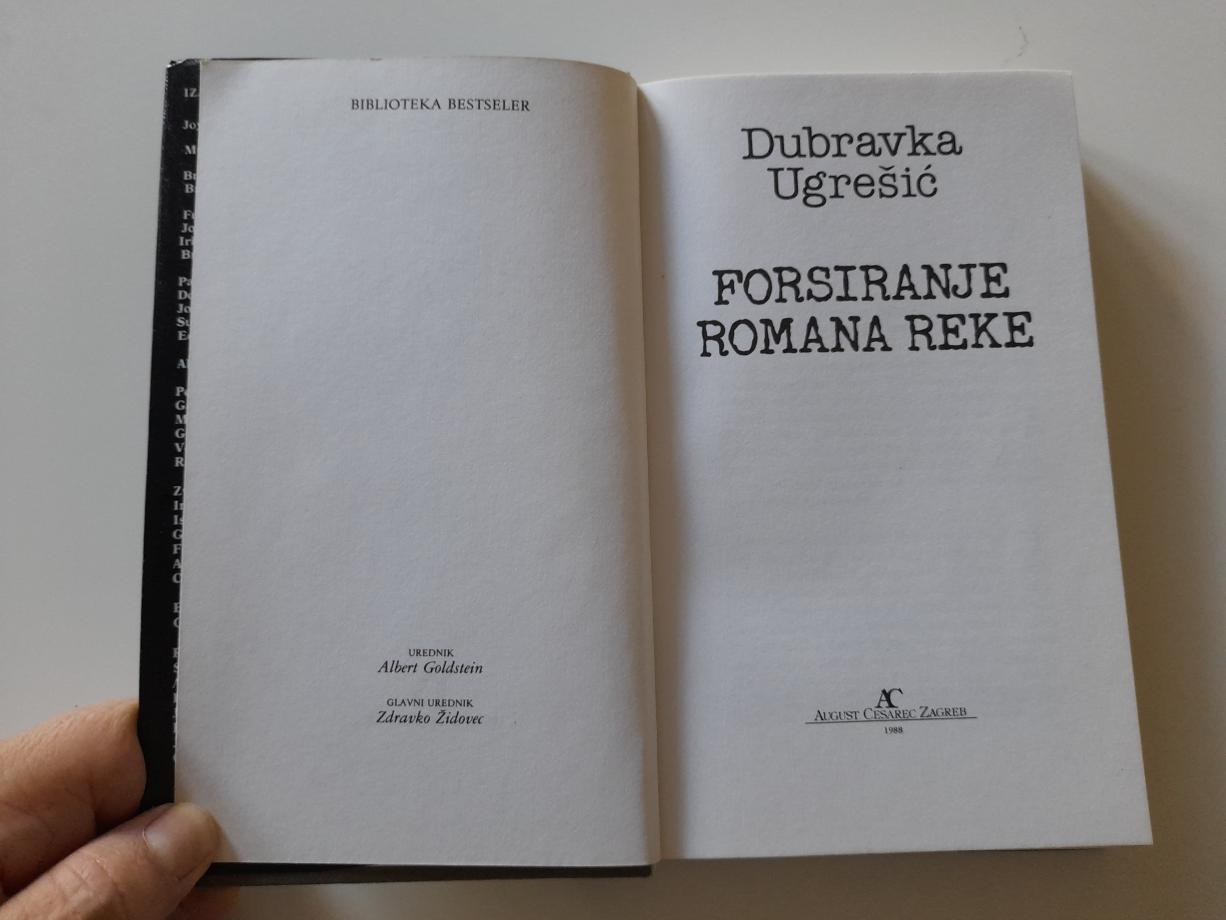 BIBLIOTEKA BESTSELER
UREDNIK
Albert Goldstein
GLAVNI UREDNIK
Zdravko Židovec
Dubravka
Ugrešić
FORSIRANJE
ROMANA REKE
AC
AUGUST CESAREC ZAGREB
1988